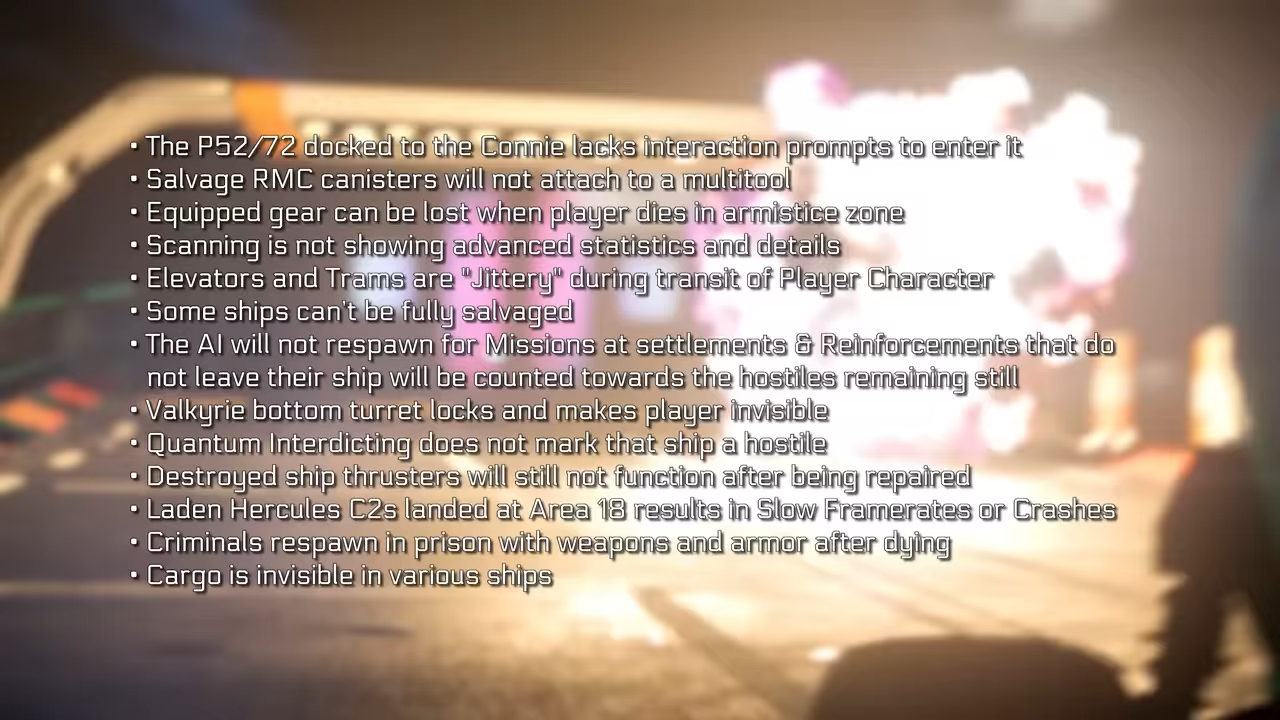 • The P52/72 docked to the Connie lacks interaction prompts to enter it
• Salvage RMC canisters will not attach to a multitool
• Equipped gear can be lost when player dies in armistice zone
• Scanning is not showing advanced statistics and details
• Elevators and Trams are "Jittery" during transit of Player Character
• Some ships can't be fully salvaged
• The AI will not respawn for Missions at settlements & Reinforcements that do
not leave their ship will be counted towards the hostiles remaining still
• Valkyrie bottom turret locks and makes player invisible
• Quantum Interdicting does not mark that ship a hostile
• Destroyed ship thrusters will still not function after being repaired
• Laden Hercules C2s landed at Area 18 results in Slow Framerates or Crashes
• Criminals respawn in prison with weapons and armor after dying
• Cargo is invisible in various ships